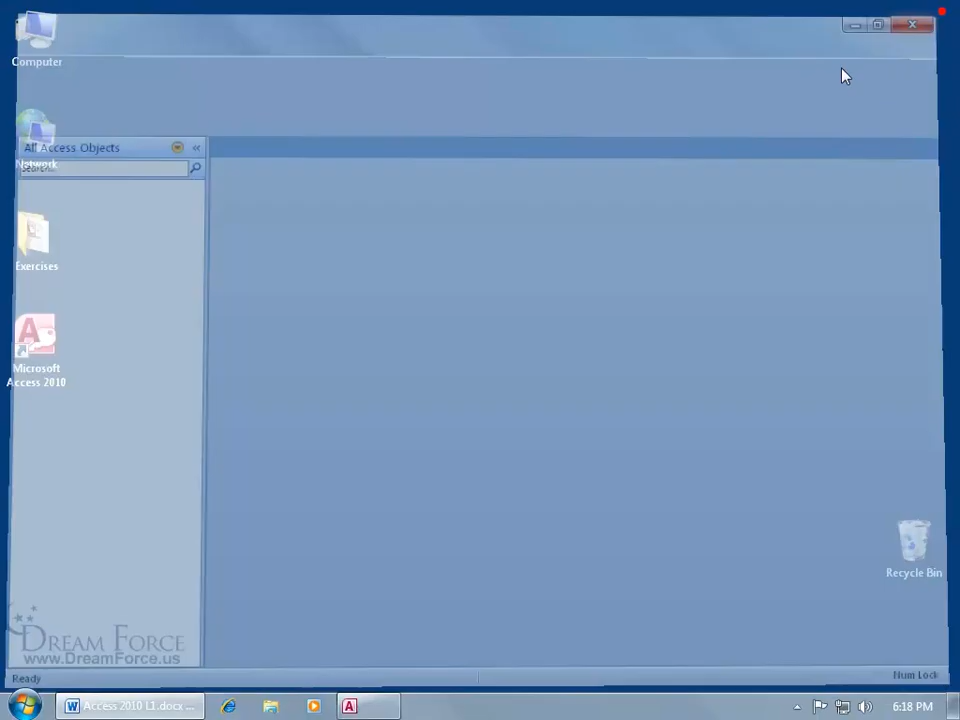 Computer
All Access Objects
Network
Search...
Exercises
A
Microsoft
Access 2010
Recycle Bin
DREAM FORCE
www.DreamForce.us
Ready
Num Lock
W
Access 2010 L1.docx ...
A
6:18 PM